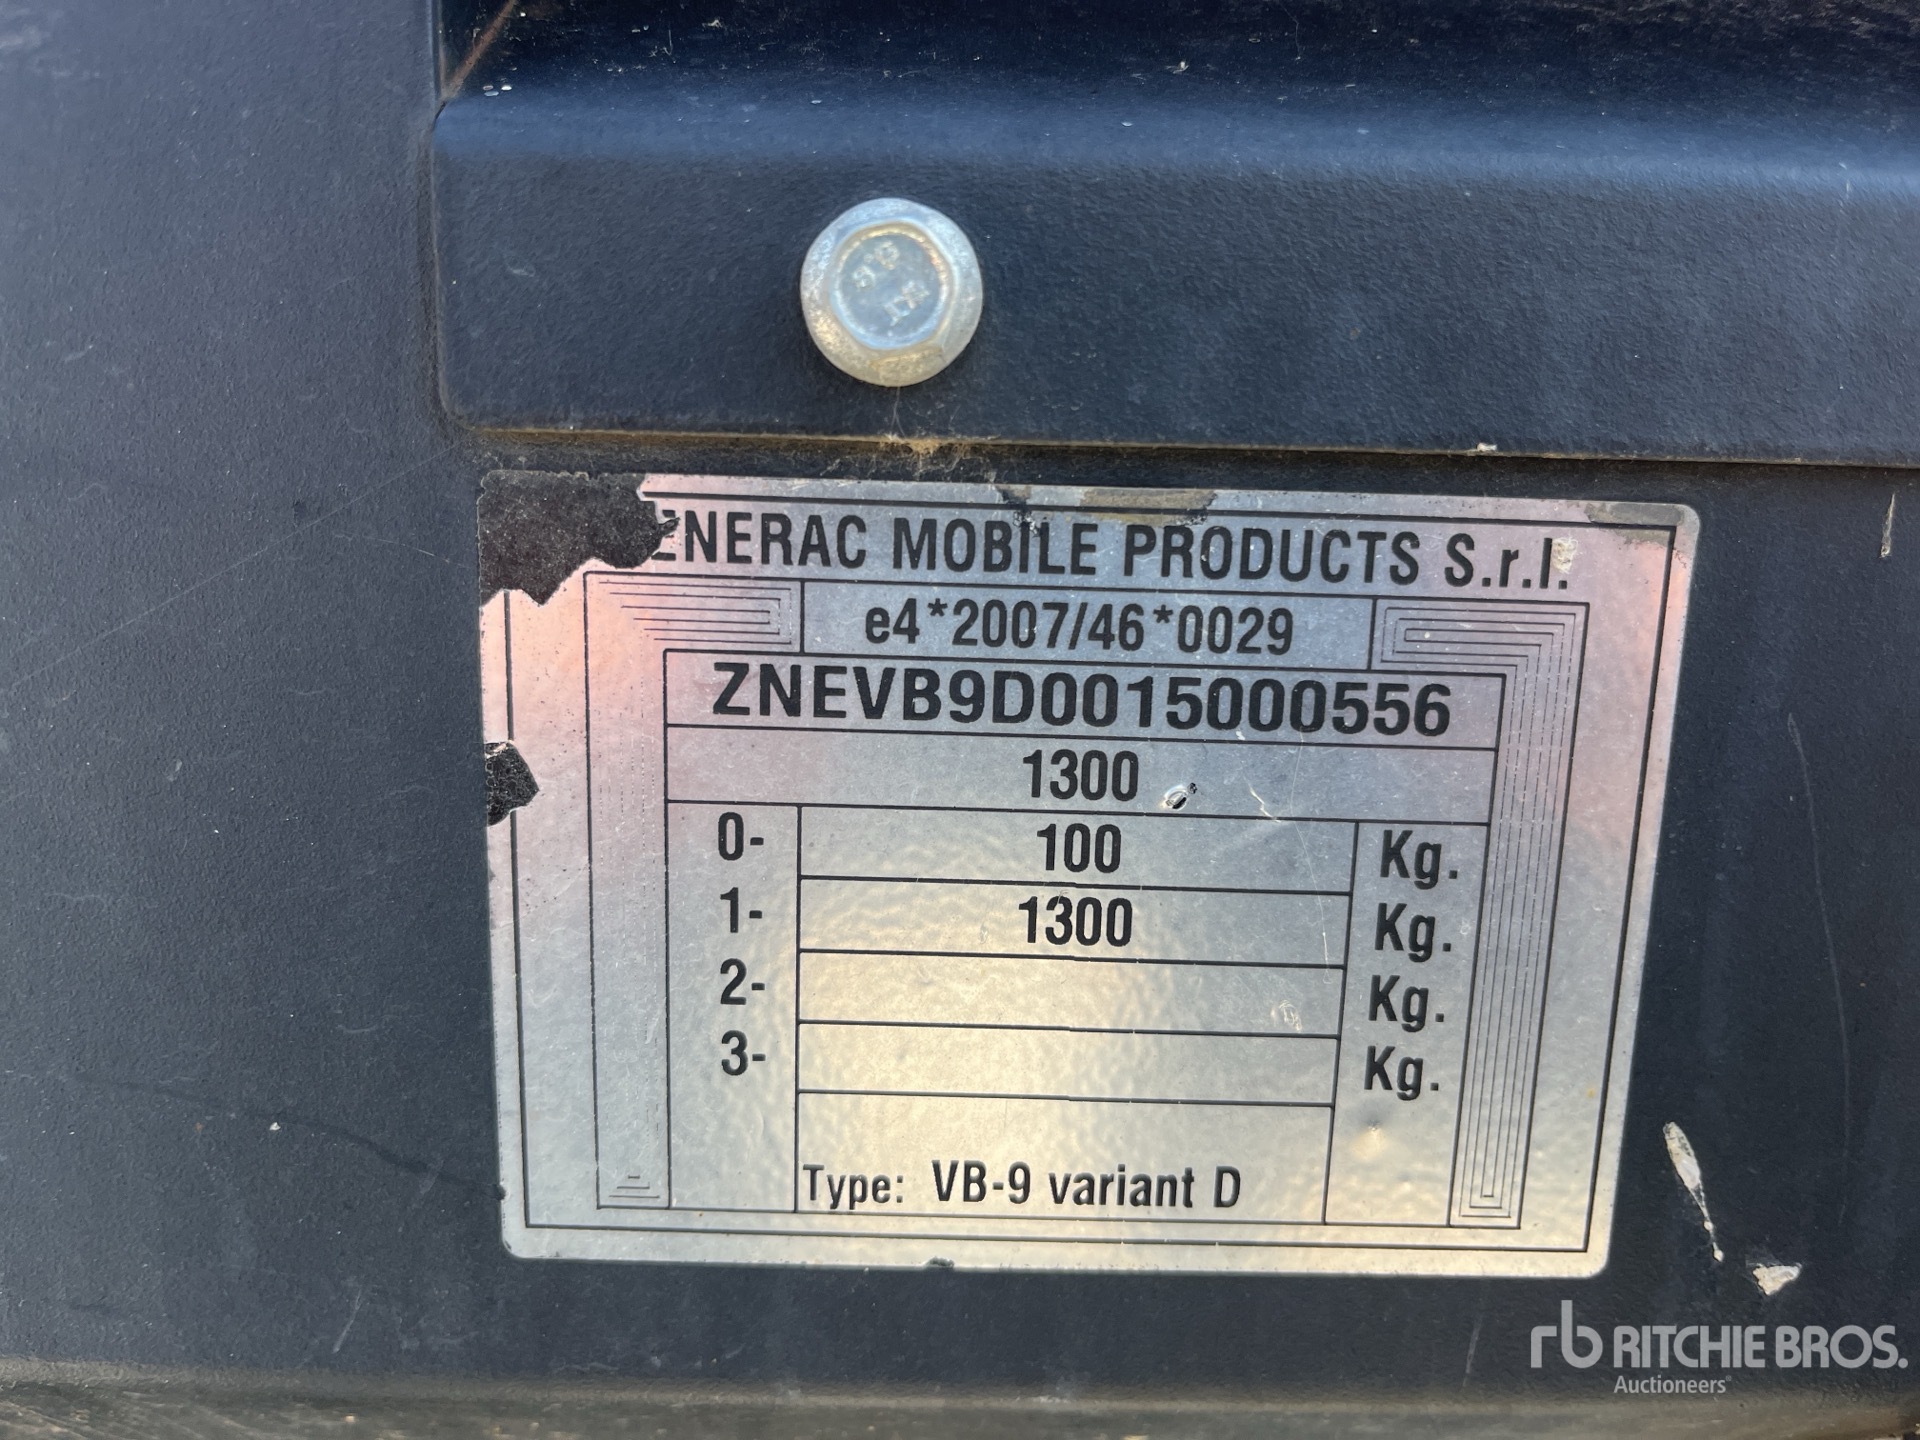 ENERAC MOBILE PRODUCTS S.r.l.
e4*2007/46*0029
ZNEVB9D0015000556
1300
0- 100 Kg.
1- 1300 Kg.
2- Kg.
3- Kg.
Type: VB-9 variant D
rb RITCHIE BROS.
Auctioneers